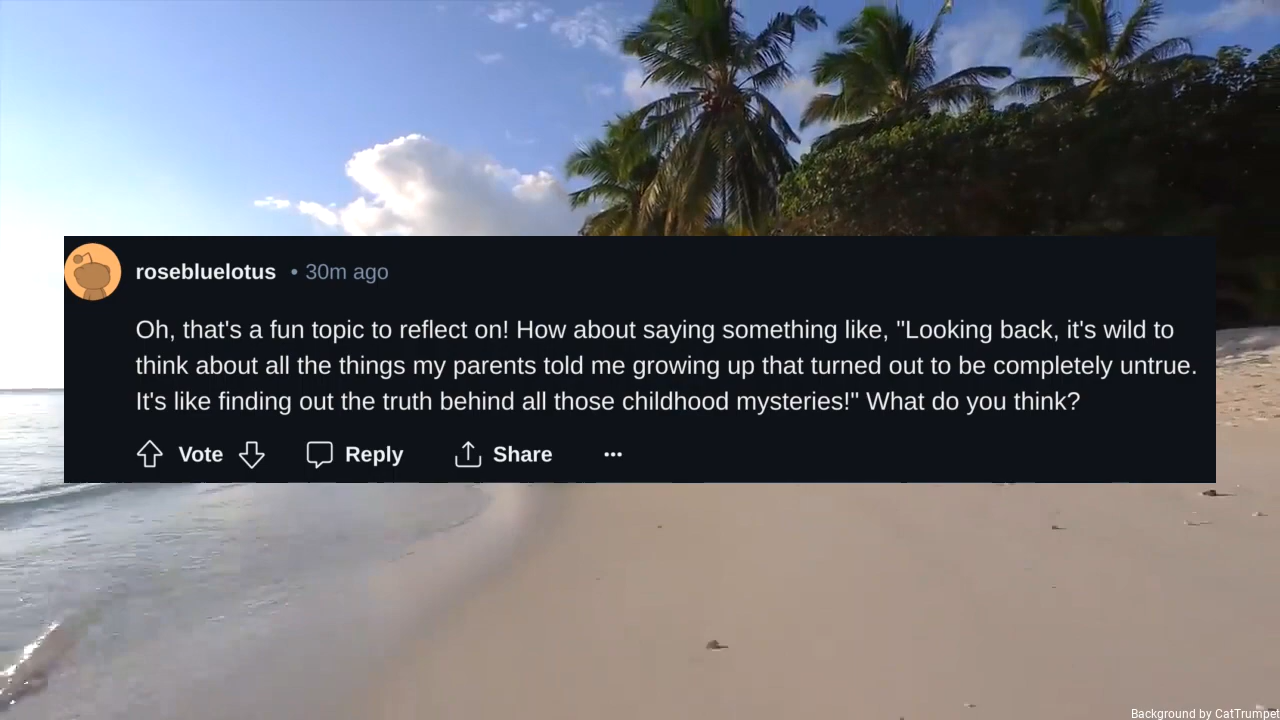 rosebluelotus • 30m ago
Oh, that's a fun topic to reflect on! How about saying something like, "Looking back, it's wild to
think about all the things my parents told me growing up that turned out to be completely untrue.
It's like finding out the truth behind all those childhood mysteries!" What do you think?
Vote Reply Share ···
Background by CatTrumpet